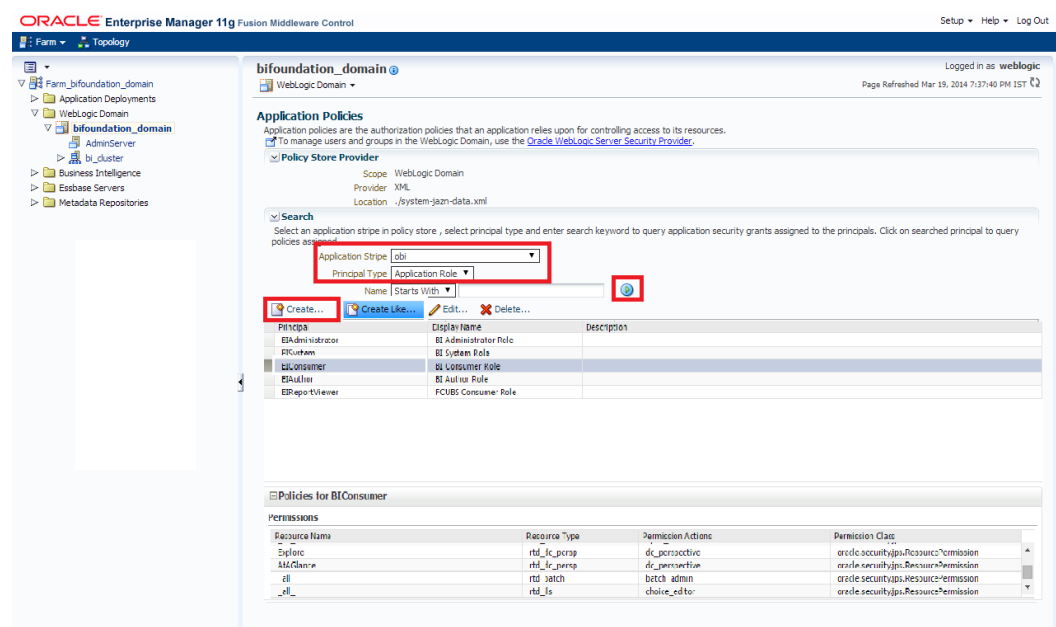 ORACLE Enterprise Manager 11g Fusion Middleware Control
Setup Help Log Out
Farm Topology
Farm_bifoundation_domain
Application Deployments
WebLogic Domain
bifoundation_domain
AdminServer
bi_cluster
Business Intelligence
Essbase Servers
Metadata Repositories
bifoundation_domain
Logged in as weblogic
WebLogic Domain
Page Refreshed Mar 19, 2014 7:37:40 PM IST
Application Policies
Application policies are the authorization policies that an application relies upon for controlling access to its resources.
To manage users and groups in the WebLogic Domain, use the Oracle WebLogic Server Security Provider.
Policy Store Provider
Scope WebLogic Domain
Provider XML
Location ./system-jazn-data.xml
Search
Select an application stripe in policy store , select principal type and enter search keyword to query application security grants assigned to the principals. Click on searched principal to query
policies assigned
Application Stripe obi
Principal Type Application Role
Name Starts With
Create... Create Like... Edit... Delete...
Principal Display Name Description
BIAdministrator BI Administrator Role
BISystem BI System Role
BIConsumer BI Consumer Role
BIAuthor BI Author Role
BIReportViewer FCUBS Consumer Role
Policies for BIConsumer
Permissions
Resource Name Resource Type Permission Actions Permission Class
Explore rtd_dc_persp dc_perspective oracle.security.jps.ResourcePermission
AtAGlance rtd_dc_persp dc_perspective oracle.security.jps.ResourcePermission
_all_ rtd_batch batch_admin oracle.security.jps.ResourcePermission
_all_ rtd_ils choice_editor oracle.security.jps.ResourcePermission